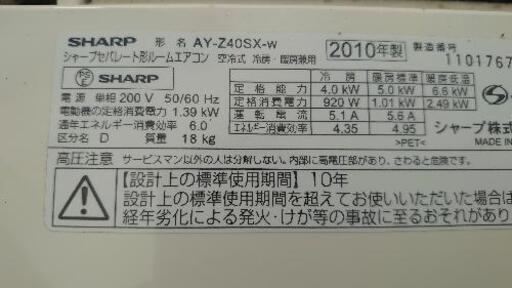 SHARP 形名 AY-Z40SX-W 2010年製 製造番号
シャープセパレート形ルームエアコン 空冷式 冷房・暖房兼用 1101767
PSE SHARP
冷房 暖房標準 暖房低温
定格能力 4.0 kW 5.0 kW 6.6 kW
定格消費電力 920 W 1.01 kW 2.49 kW
運転電流 5.1 A 5.6 A
エネルギー消費効率 4.35 4.95
電源 単相 200 V 50/60 Hz
電動機の定格消費電力 1.39 kW
通年エネルギー消費効率 6.0
区分名 D 質量 18 kg
>PET<
シャープ株式
MADE IN
高圧注意 サービスマン以外の人は分解しない。内部に高電圧部があり、さわると危険です。
【設計上の標準使用期間】10年
設計上の標準使用期間を超えてお使いいただいた場合は
経年劣化による発火・けが等の事故に至るおそれがあり